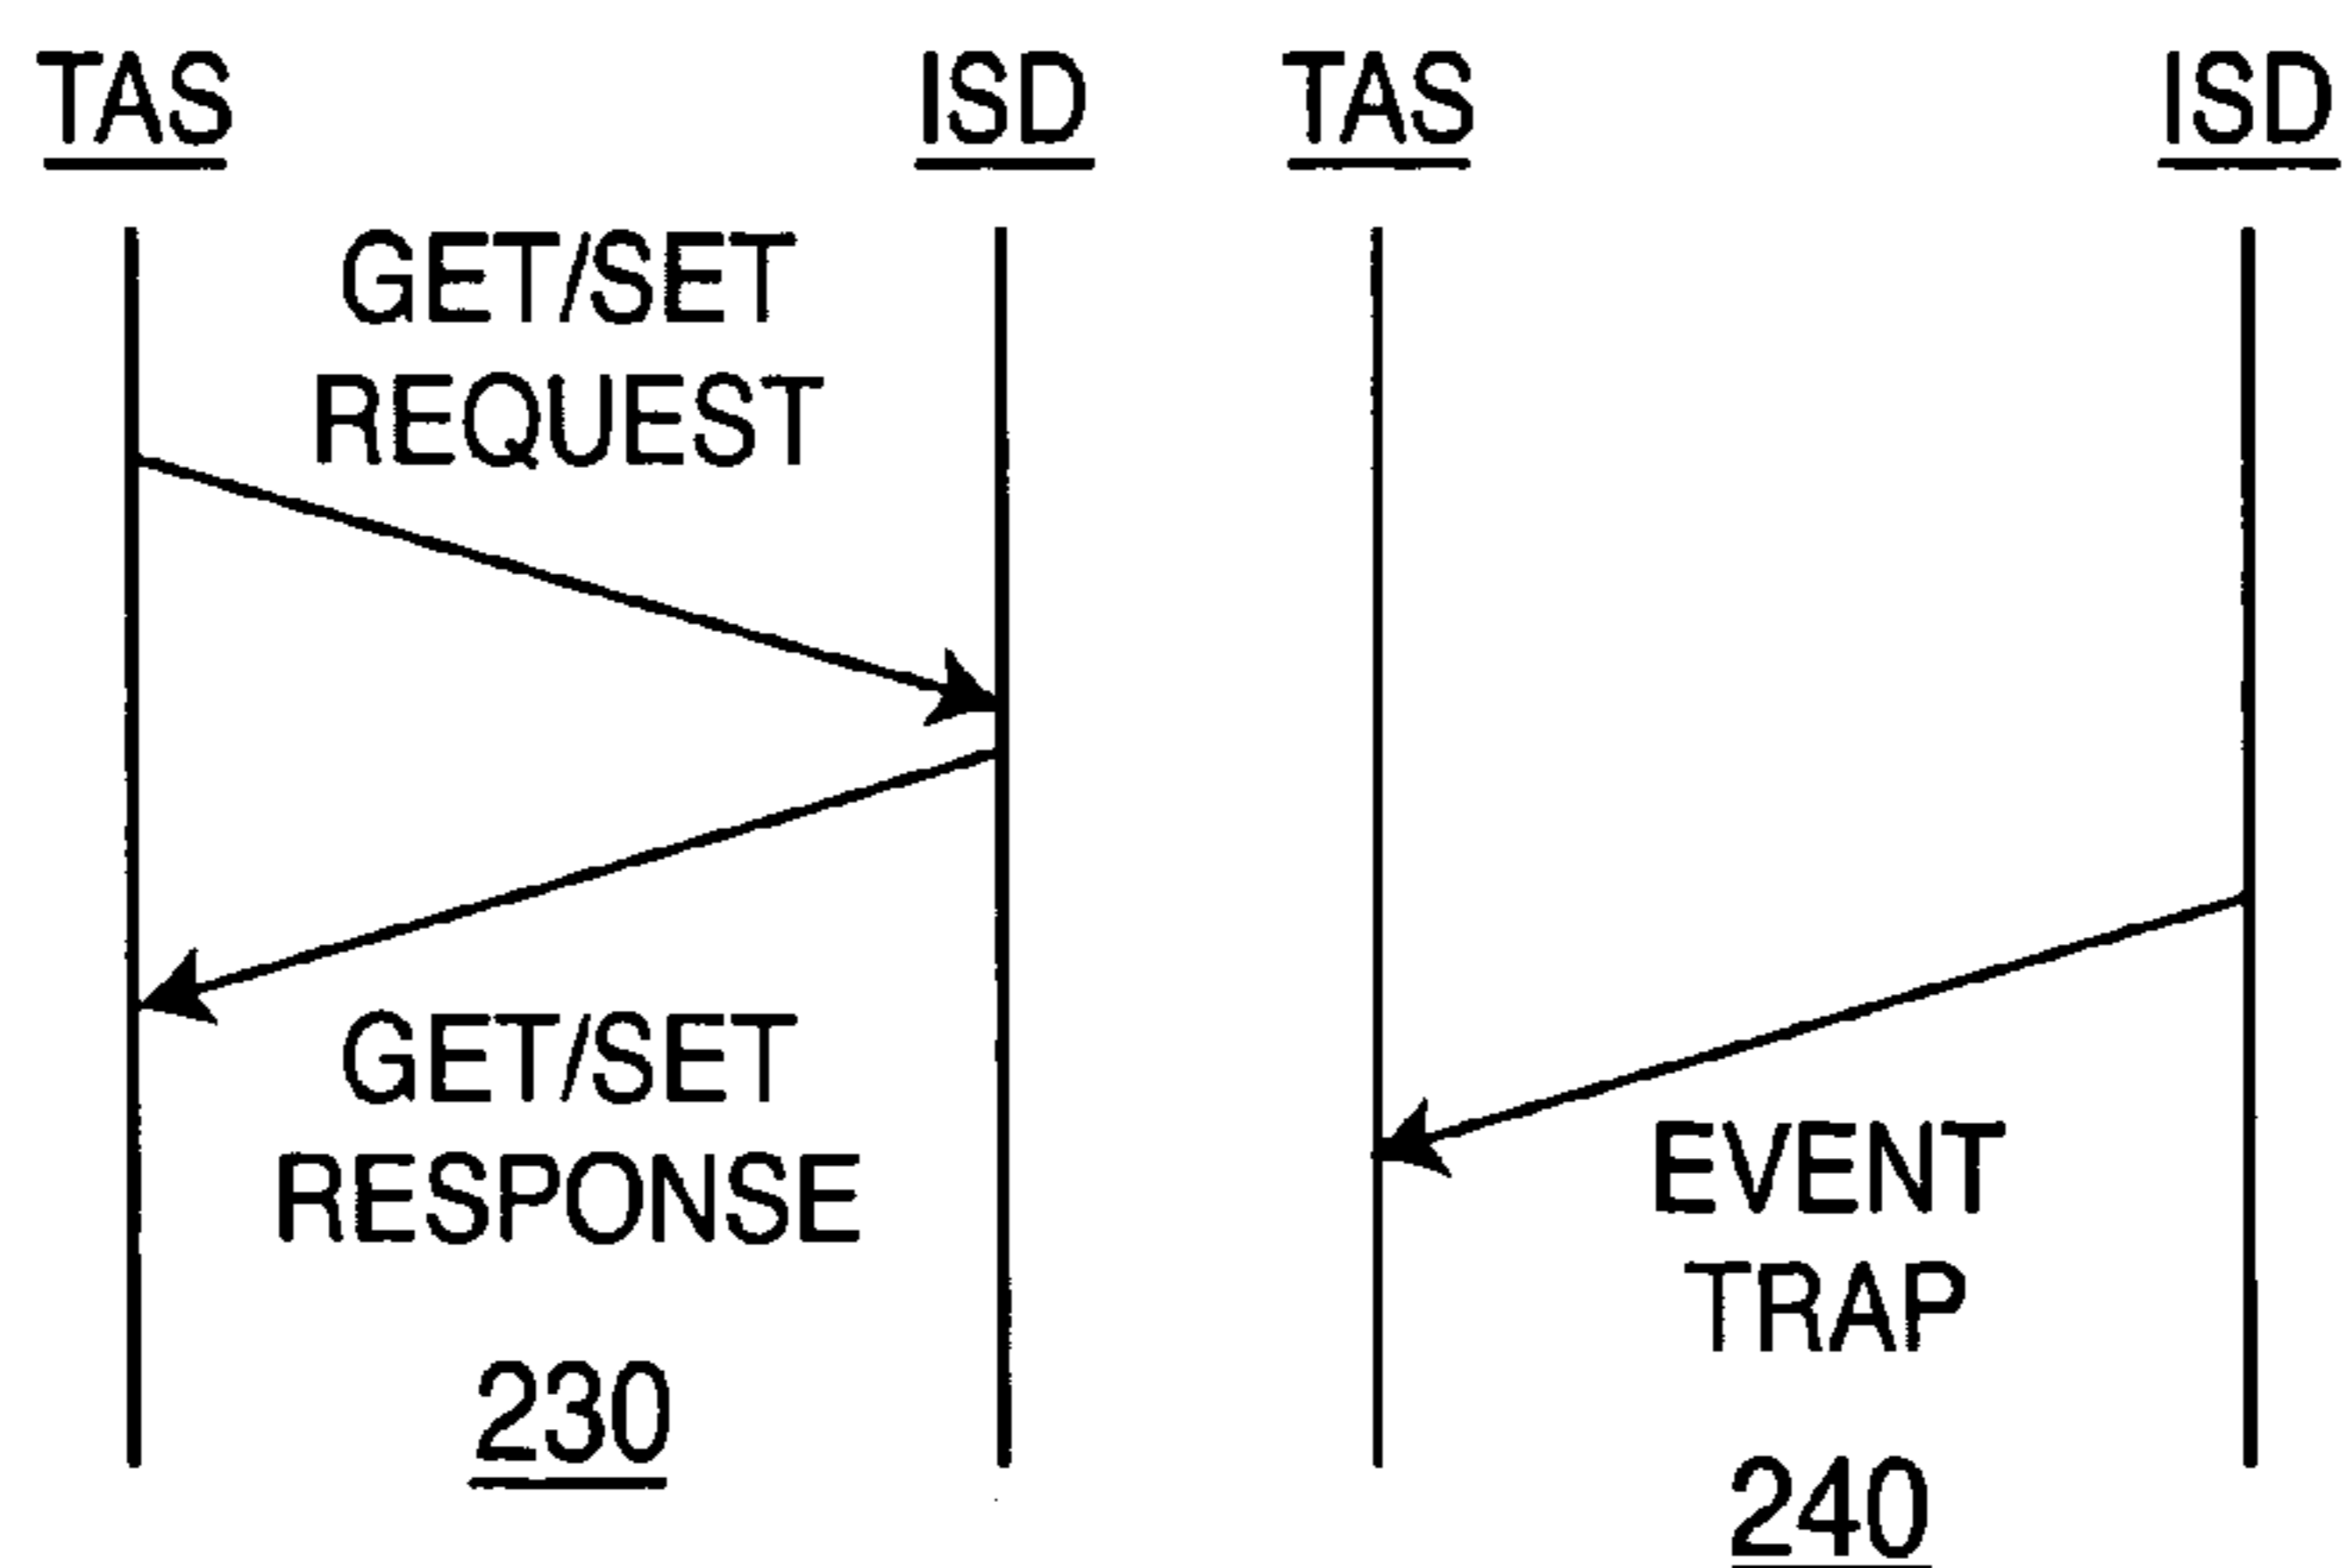 TAS
ISD
GET/SET
REQUEST
GET/SET
RESPONSE
230
TAS
ISD
EVENT
TRAP
240